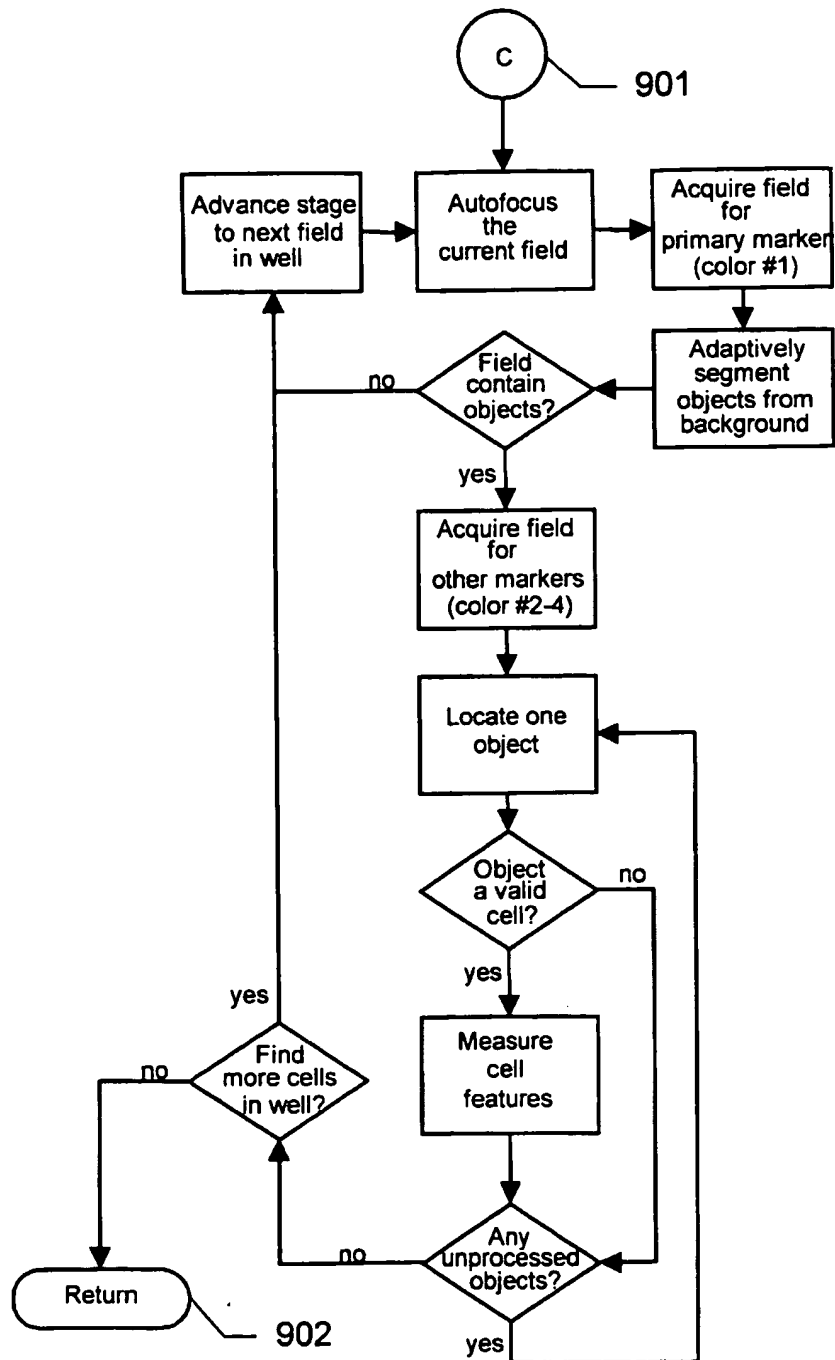 C
901
Advance stage
to next field
in well
Autofocus
the
current field
Acquire field
for
primary marker
(color #1)
Adaptively
segment
objects from
background
Field
contain
objects?
no
yes
Acquire field
for
other markers
(color #2-4)
Locate one
object
Object
a valid
cell?
no
yes
Measure
cell
features
yes
Find
more cells
in well?
no
Any
unprocessed
objects?
no
yes
Return
902